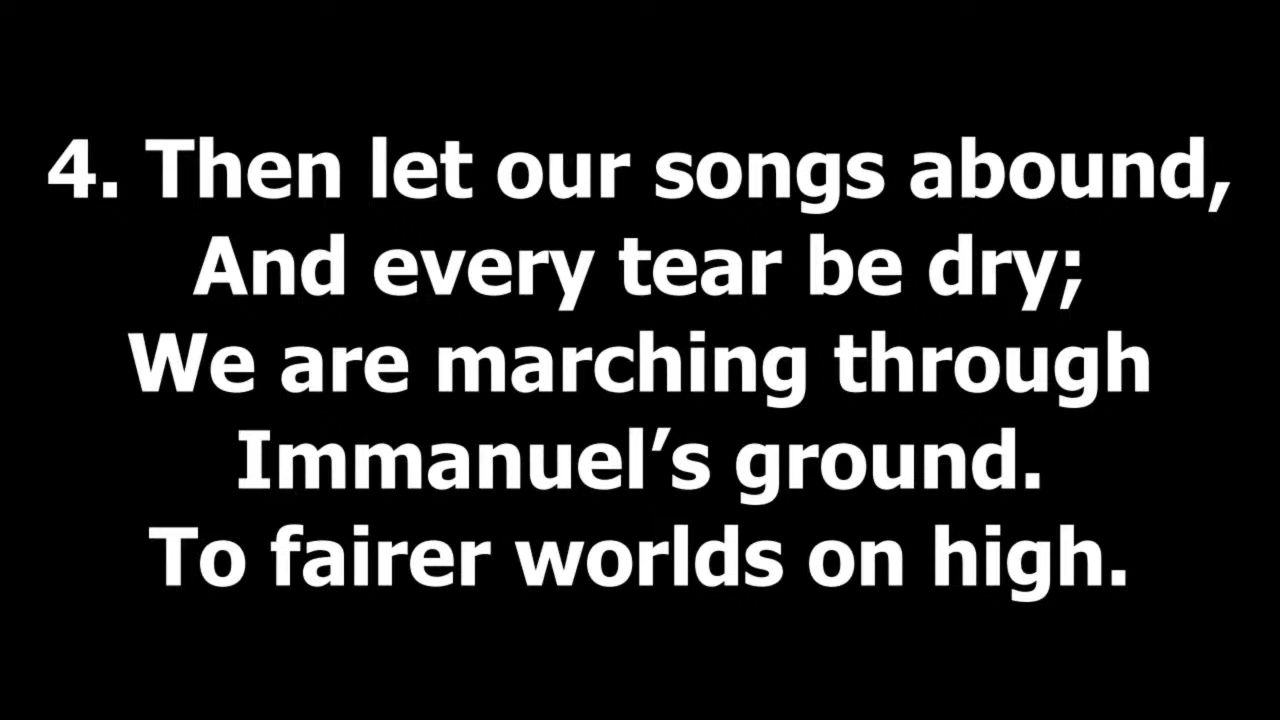 4. Then let our songs abound,
And every tear be dry;
We are marching through
Immanuel’s ground.
To fairer worlds on high.